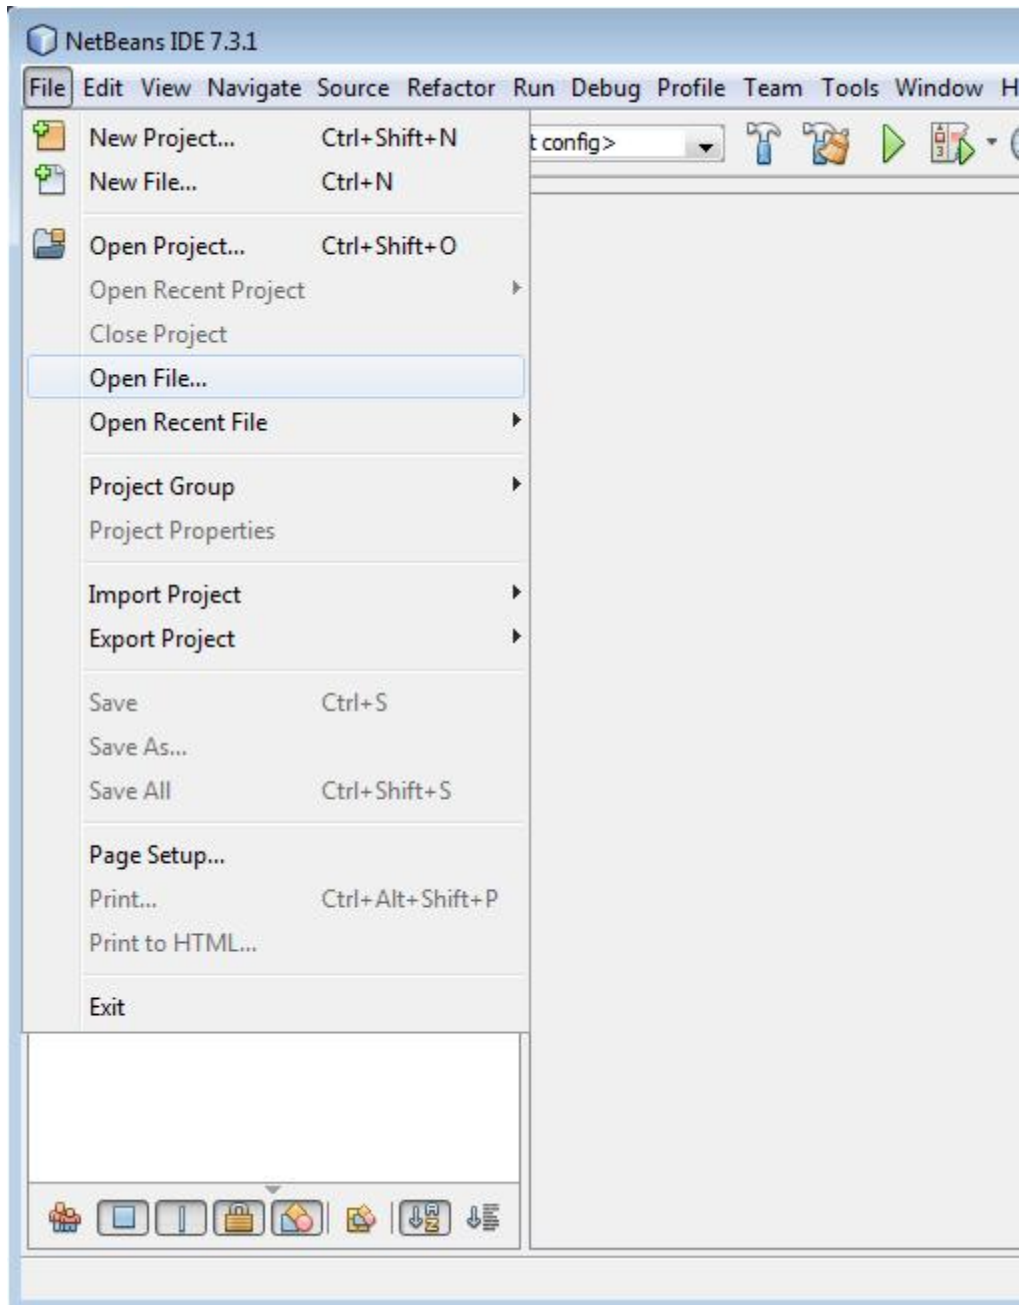 NetBeans IDE 7.3.1
File Edit View Navigate Source Refactor Run Debug Profile Team Tools Window H
New Project... Ctrl+Shift+N
t config>
New File... Ctrl+N
Open Project... Ctrl+Shift+O
Open Recent Project
Close Project
Open File...
Open Recent File
Project Group
Project Properties
Import Project
Export Project
Save Ctrl+S
Save As...
Save All Ctrl+Shift+S
Page Setup...
Print... Ctrl+Alt+Shift+P
Print to HTML...
Exit